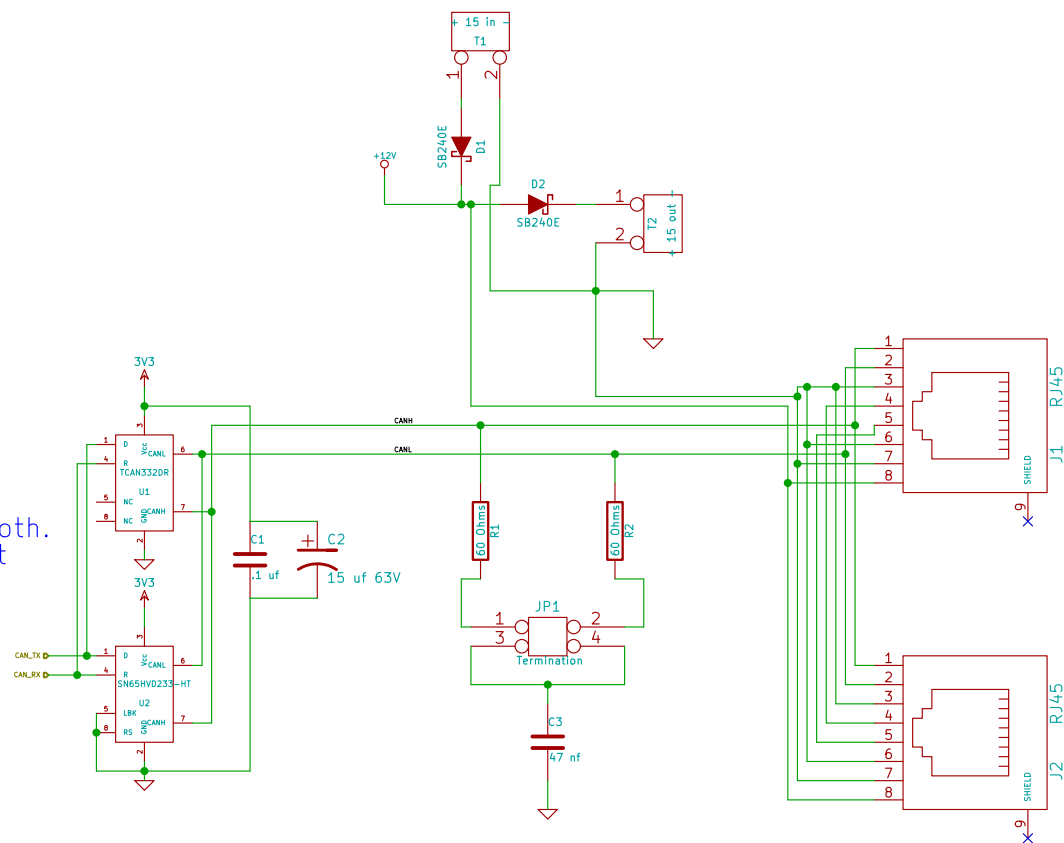 + 15 in -
T1
1
2
SB240E
D1
+12V
D2
SB240E
1
2
T2
+ 15 out -
3V3
3
1
D
Vcc
CANL
6
4
R
TCAN332DR
U1
5
NC
8
NC
GND
CANH
7
2
oth.
t
3V3
3
CAN_TX
1
D
Vcc
CANL
6
CAN_RX
4
R
SN65HVD233-HT
U2
5
LBK
8
RS
GND
CANH
7
2
C1
.1 uf
C2
15 uf 63V
CANH
CANL
60 Ohms
R1
60 Ohms
R2
JP1
1
2
3
4
Termination
C3
47 nf
1
2
3
4
5
6
7
8
SHIELD
9
RJ45
J1
1
2
3
4
5
6
7
8
SHIELD
9
RJ45
J2